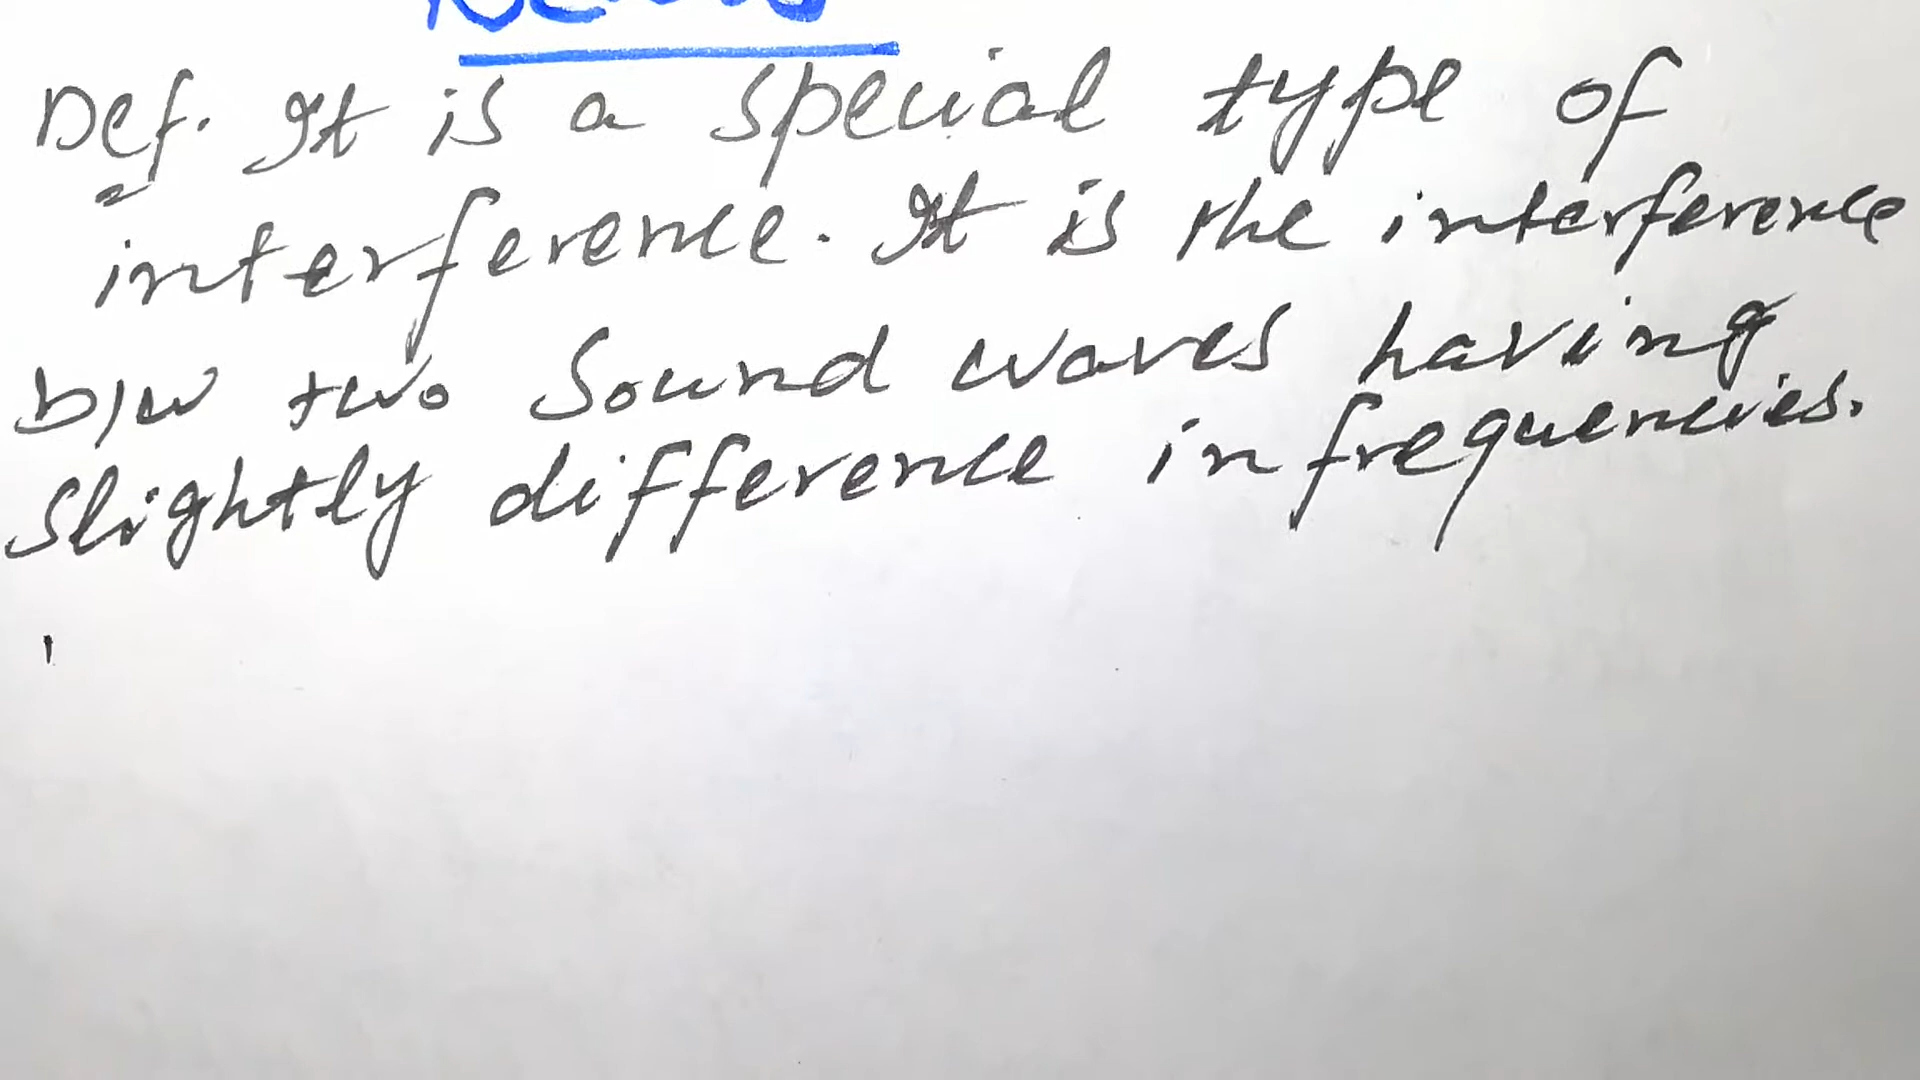 Def. It is a special type of
interference. It is the interference
b/w two sound waves having
slightly difference in frequencies.